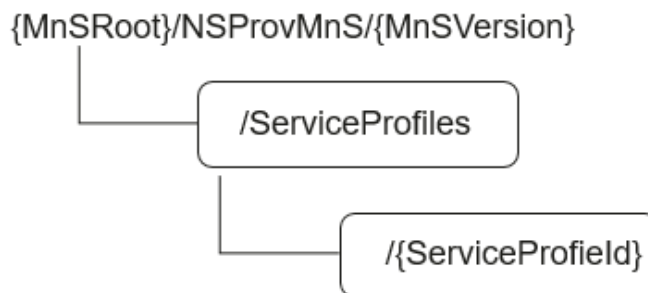 {MnSRoot}/NSProvMnS/{MnSVersion}
/ServiceProfiles
/{ServiceProfieId}